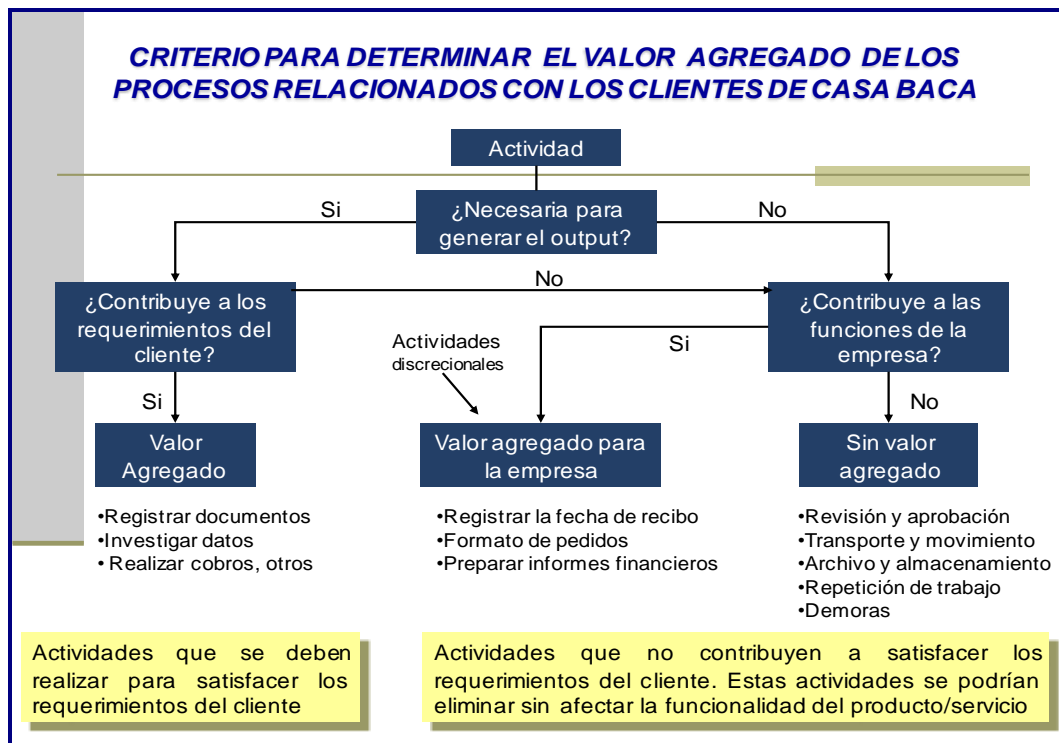 CRITERIO PARA DETERMINAR EL VALOR AGREGADO DE LOS
PROCESOS RELACIONADOS CON LOS CLIENTES DE CASA BACA
Actividad
¿Necesaria para
generar el output?
Si
No
¿Contribuye a los
requerimientos del
cliente?
No
¿Contribuye a las
funciones de la
empresa?
Actividades
discrecionales
Si
Si
No
Valor
Agregado
Valor agregado para
la empresa
Sin valor
agregado
•Registrar documentos
•Investigar datos
• Realizar cobros, otros
•Registrar la fecha de recibo
•Formato de pedidos
•Preparar informes financieros
•Revisión y aprobación
•Transporte y movimiento
•Archivo y almacenamiento
•Repetición de trabajo
•Demoras
Actividades que se deben
realizar para satisfacer los
requerimientos del cliente
Actividades que no contribuyen a satisfacer los
requerimientos del cliente. Estas actividades se podrían
eliminar sin afectar la funcionalidad del producto/servicio